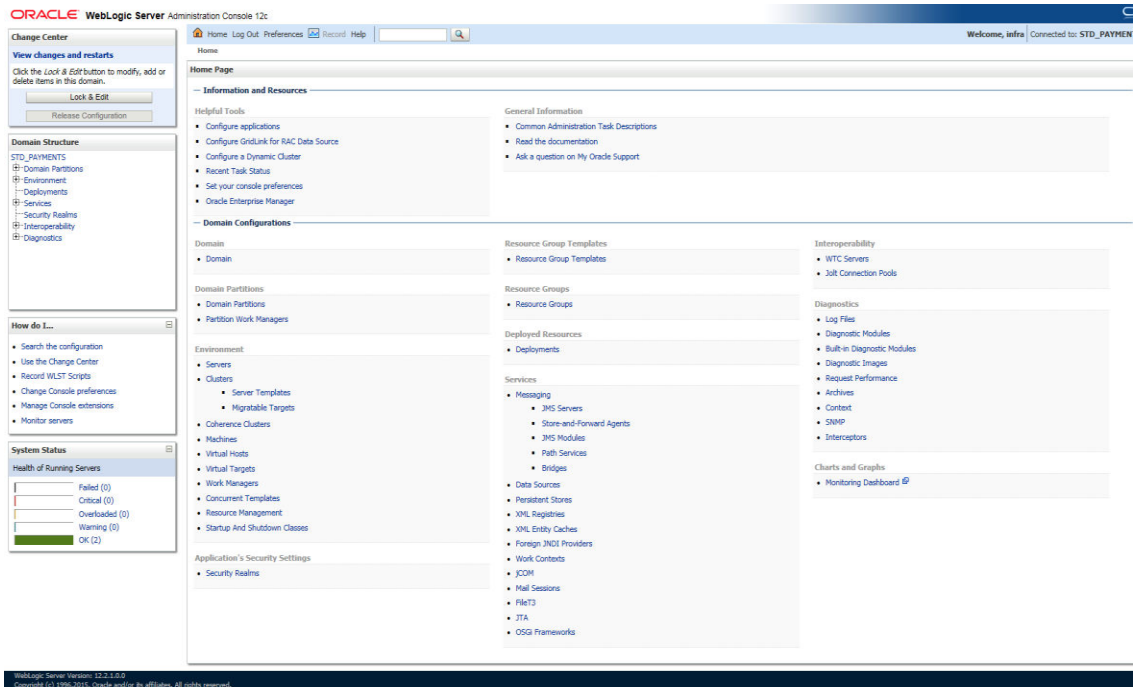 ORACLE WebLogic Server Administration Console 12c
Change Center
View changes and restarts
Click the Lock & Edit button to modify, add or
delete items in this domain.
Lock & Edit
Release Configuration
Domain Structure
STD_PAYMENTS
Domain Partitions
Environment
Deployments
Services
Security Realms
Interoperability
Diagnostics
How do I...
Search the configuration
Use the Change Center
Record WLST Scripts
Change Console preferences
Manage Console extensions
Monitor servers
System Status
Health of Running Servers
Failed (0)
Critical (0)
Overloaded (0)
Warning (0)
OK (2)
Home Log Out Preferences Record Help
Welcome, infra Connected to: STD_PAYMENT
Home
Home Page
Information and Resources
Helpful Tools
Configure applications
Configure GridLink for RAC Data Source
Configure a Dynamic Cluster
Recent Task Status
Set your console preferences
Oracle Enterprise Manager
General Information
Common Administration Task Descriptions
Read the documentation
Ask a question on My Oracle Support
Domain Configurations
Domain
Domain
Domain Partitions
Domain Partitions
Partition Work Managers
Environment
Servers
Clusters
Server Templates
Migratable Targets
Coherence Clusters
Machines
Virtual Hosts
Virtual Targets
Work Managers
Concurrent Templates
Resource Management
Startup And Shutdown Classes
Application's Security Settings
Security Realms
Resource Group Templates
Resource Group Templates
Resource Groups
Resource Groups
Deployed Resources
Deployments
Services
Messaging
JMS Servers
Store-and-Forward Agents
JMS Modules
Path Services
Bridges
Data Sources
Persistent Stores
XML Registries
XML Entity Caches
Foreign JNDI Providers
Work Contexts
jCOM
Mail Sessions
FileT3
JTA
OSGi Frameworks
Interoperability
WTC Servers
Jolt Connection Pools
Diagnostics
Log Files
Diagnostic Modules
Built-in Diagnostic Modules
Diagnostic Images
Request Performance
Archives
Context
SNMP
Interceptors
Charts and Graphs
Monitoring Dashboard
WebLogic Server Version: 12.2.1.0.0
Copyright (c) 1996,2015, Oracle and/or its affiliates. All rights reserved.